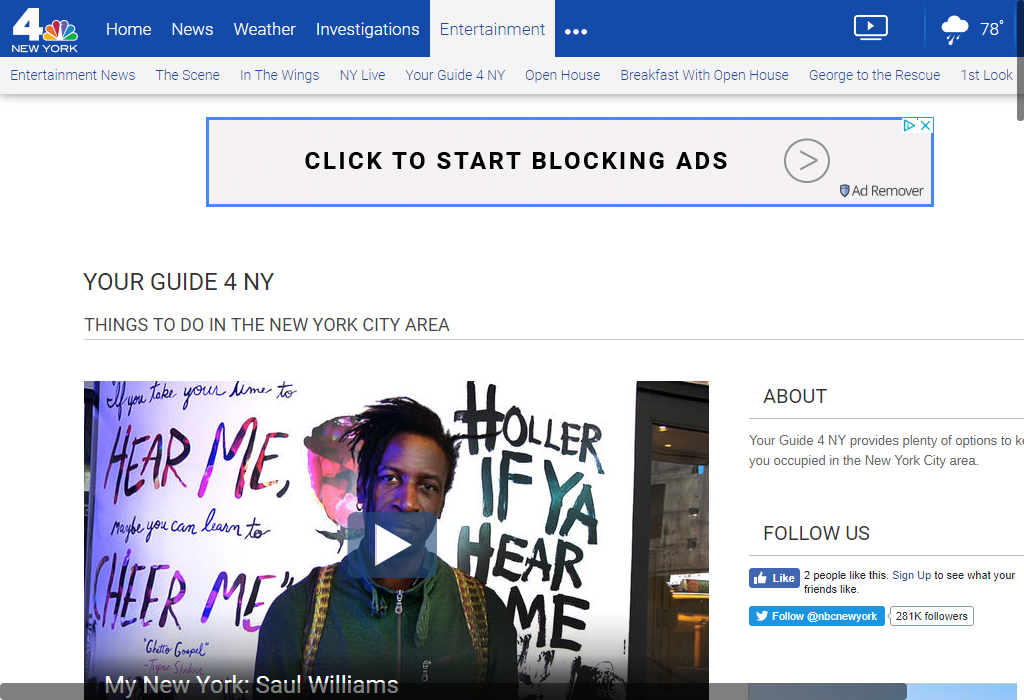 4
NEW YORK
Home
News
Weather
Investigations
Entertainment
78°
Entertainment News
The Scene
In The Wings
NY Live
Your Guide 4 NY
Open House
Breakfast With Open House
George to the Rescue
1st Look
CLICK TO START BLOCKING ADS
Ad Remover
YOUR GUIDE 4 NY
THINGS TO DO IN THE NEW YORK CITY AREA
If you take your time to
HEAR ME,
Maybe you can learn to
CHEER ME"
"Ghetto Gospel"
-Tupac Shakur
HOLLER
IF YA
HEAR
ME
My New York: Saul Williams
ABOUT
Your Guide 4 NY provides plenty of options to ke
you occupied in the New York City area.
FOLLOW US
Like
2 people like this. Sign Up to see what your
friends like.
Follow @nbcnewyork
281K followers